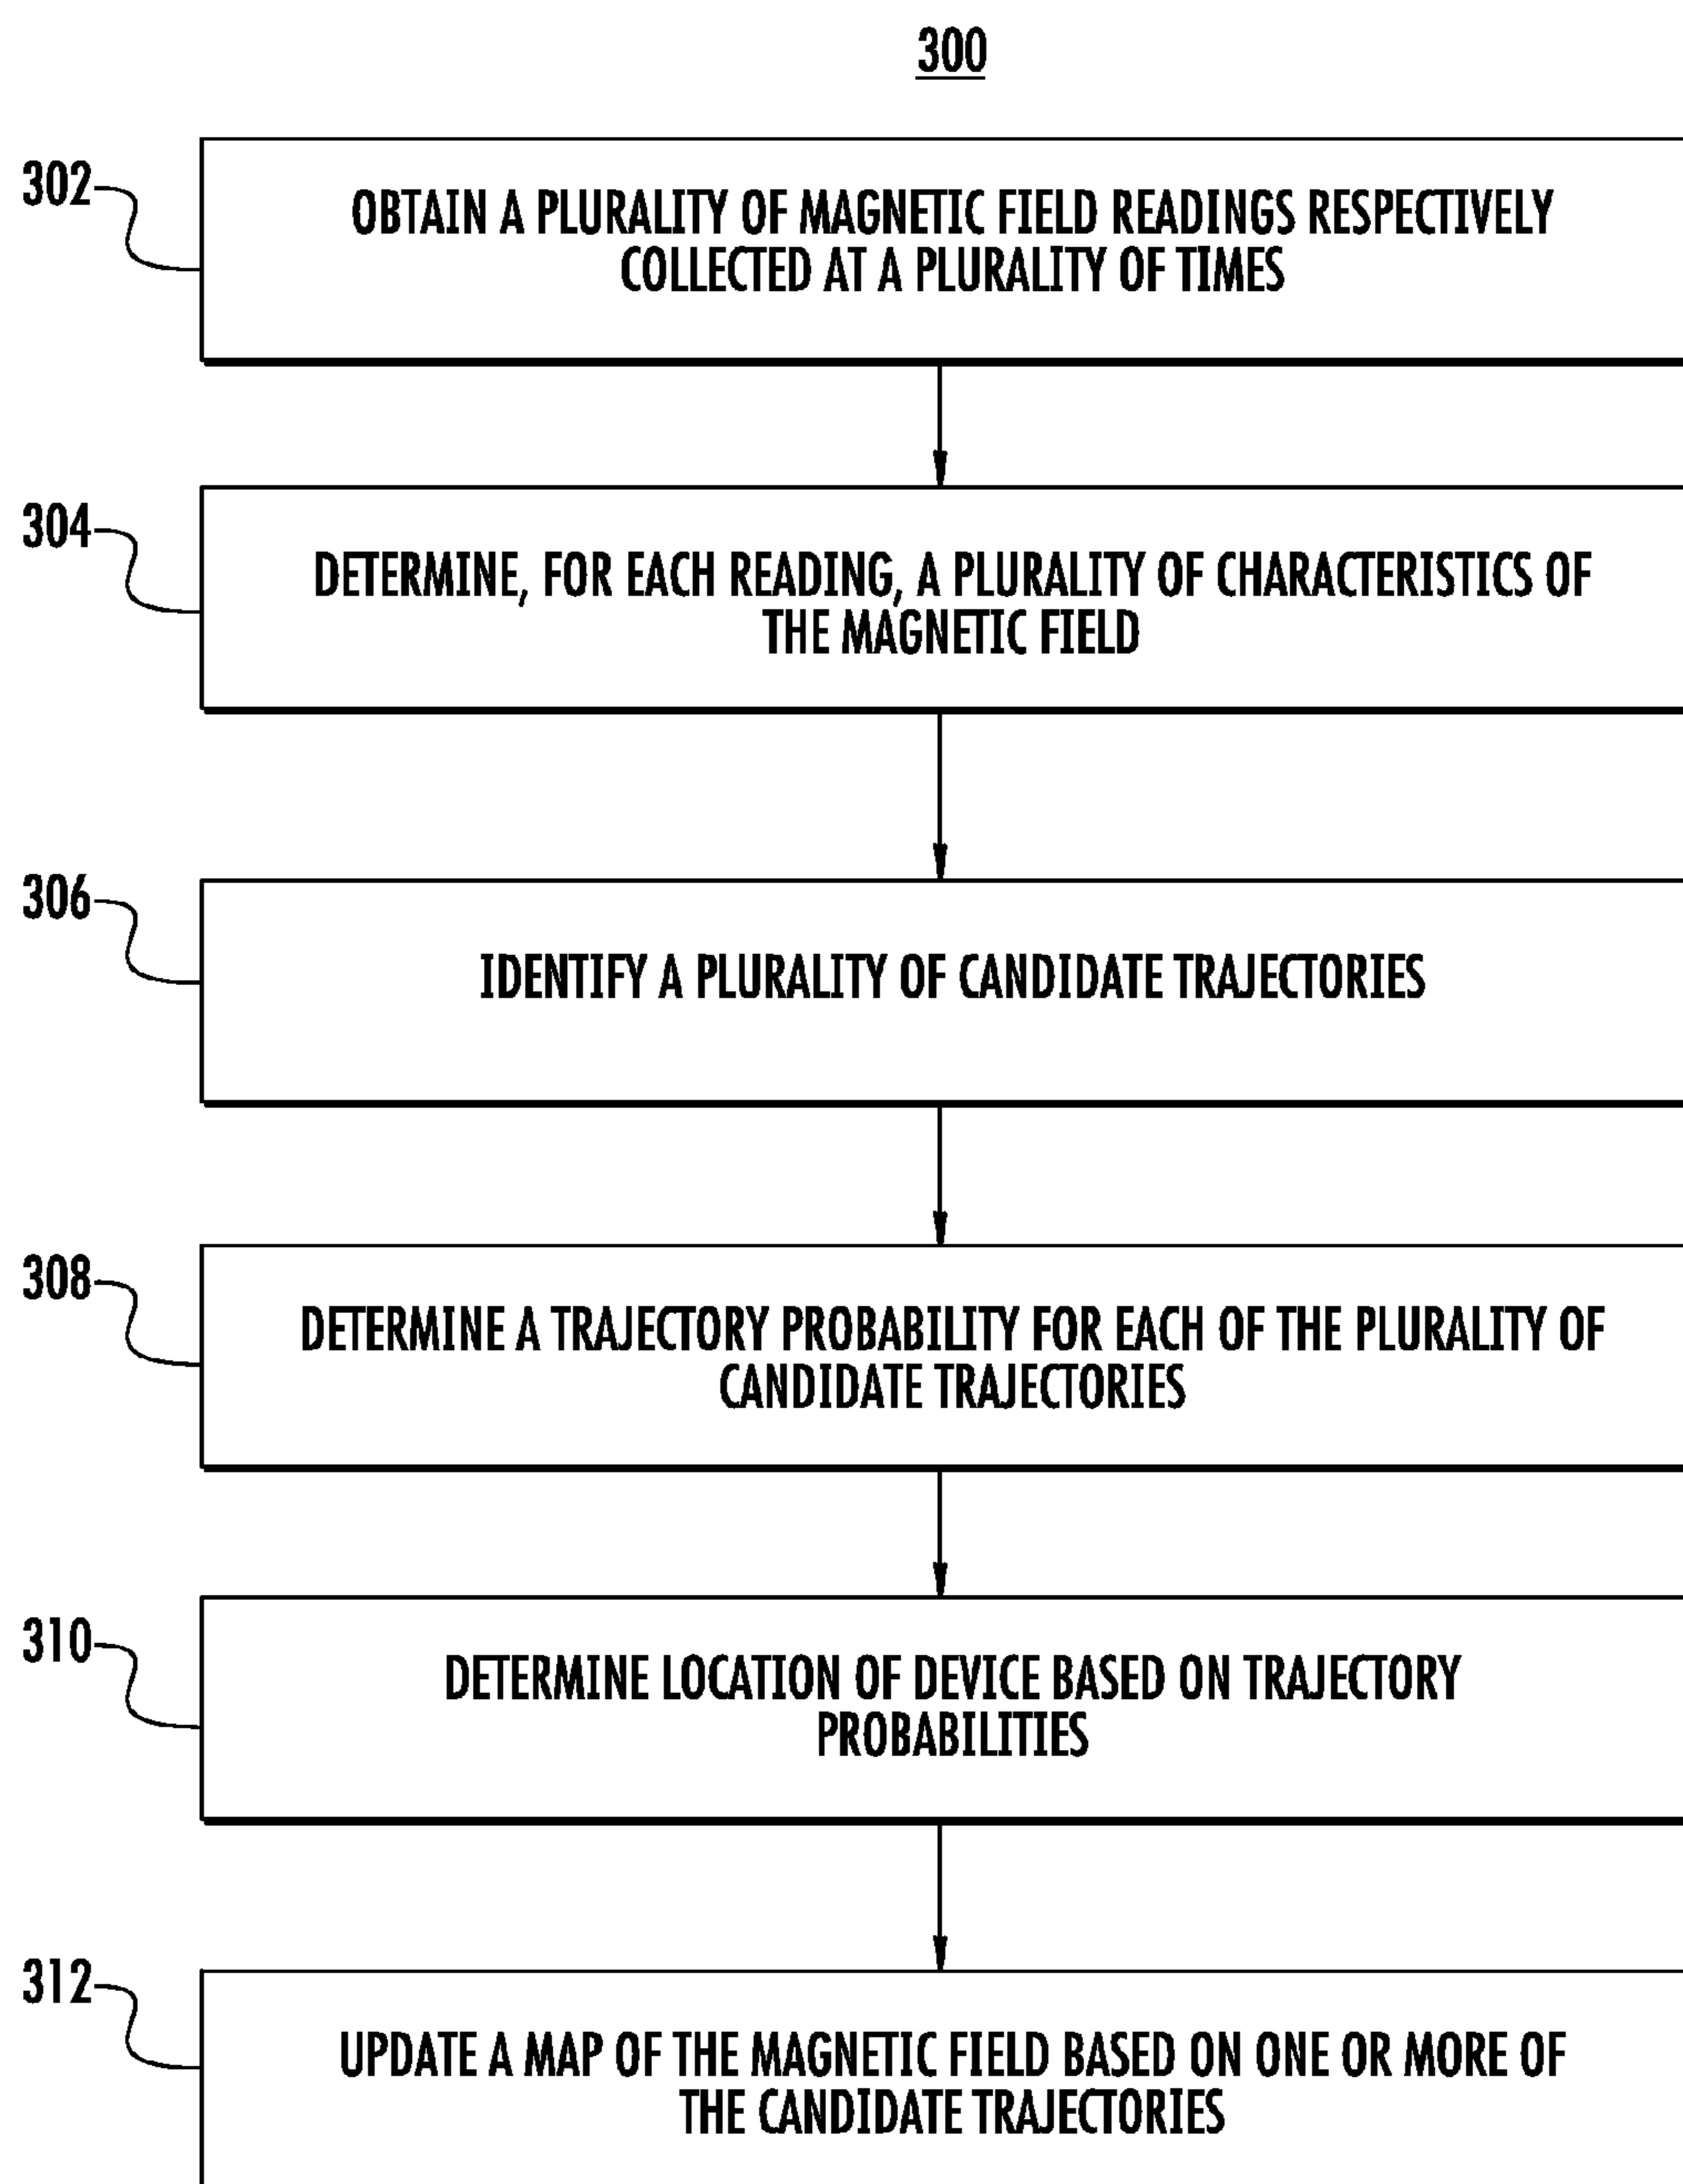 300
302
OBTAIN A PLURALITY OF MAGNETIC FIELD READINGS RESPECTIVELY
COLLECTED AT A PLURALITY OF TIMES
304
DETERMINE, FOR EACH READING, A PLURALITY OF CHARACTERISTICS OF
THE MAGNETIC FIELD
306
IDENTIFY A PLURALITY OF CANDIDATE TRAJECTORIES
308
DETERMINE A TRAJECTORY PROBABILITY FOR EACH OF THE PLURALITY OF
CANDIDATE TRAJECTORIES
310
DETERMINE LOCATION OF DEVICE BASED ON TRAJECTORY
PROBABILITIES
312
UPDATE A MAP OF THE MAGNETIC FIELD BASED ON ONE OR MORE OF
THE CANDIDATE TRAJECTORIES